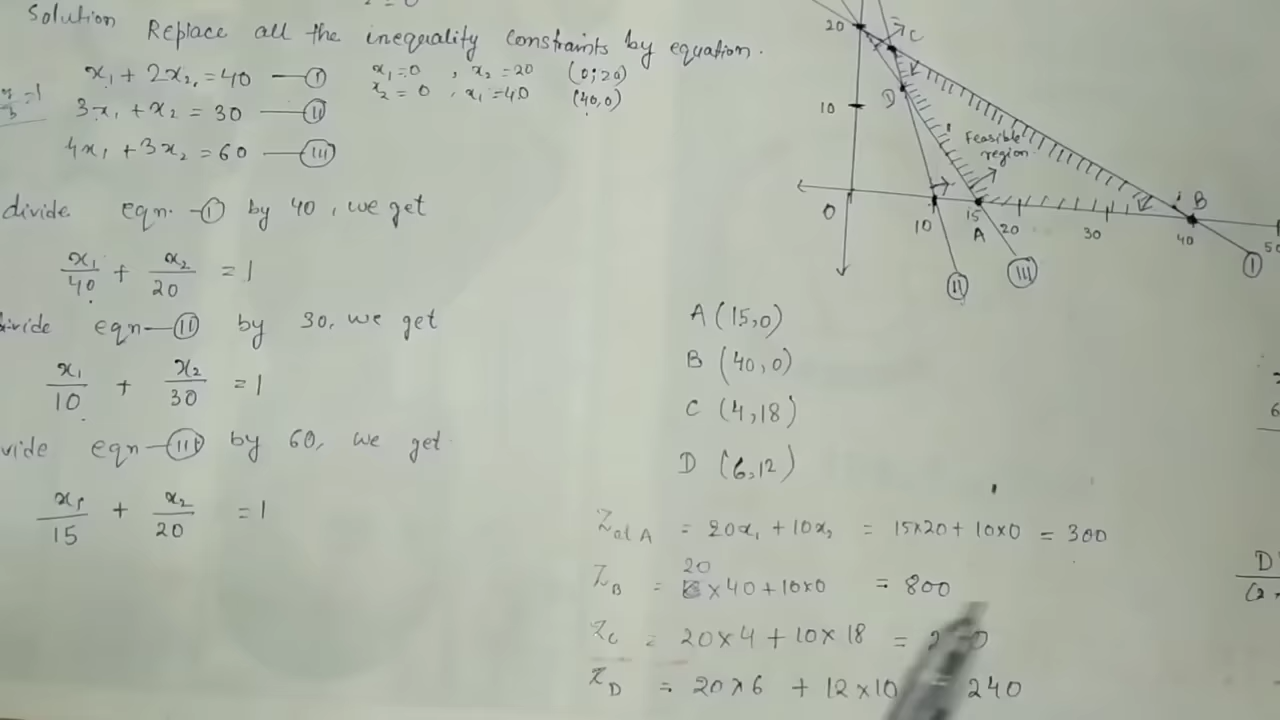 Solution Replace all the inequality constraints by equation.
x₁ + 2x₂ = 40 — Ⓘ x₁ = 0 , x₂ = 20 (0,20)
3x₁ + x₂ = 30 — Ⓘⓘ x₂ = 0 , x₁ = 40 (40,0)
4x₁ + 3x₂ = 60 — (III)
divide eqn. — (I) by 40, we get
x₁/40 + x₂/20 = 1
divide eqn — (II) by 30, we get
x₁/10 + x₂/30 = 1
vide eqn — (III) by 60, we get
x₁/15 + x₂/20 = 1
20
C
D
10
Feasible
region
B
0
10
15
A
20
30
40
50
(II)
(III)
(I)
A (15,0)
B (40,0)
C (4,18)
D (6,12)
Z at A = 20x₁ + 10x₂ = 15×20 + 10×0 = 300
Z_B = 20 × 40 + 10×0 = 800
Z_C = 20×4 + 10×18 =
Z_D = 20×6 + 12×10 = 240